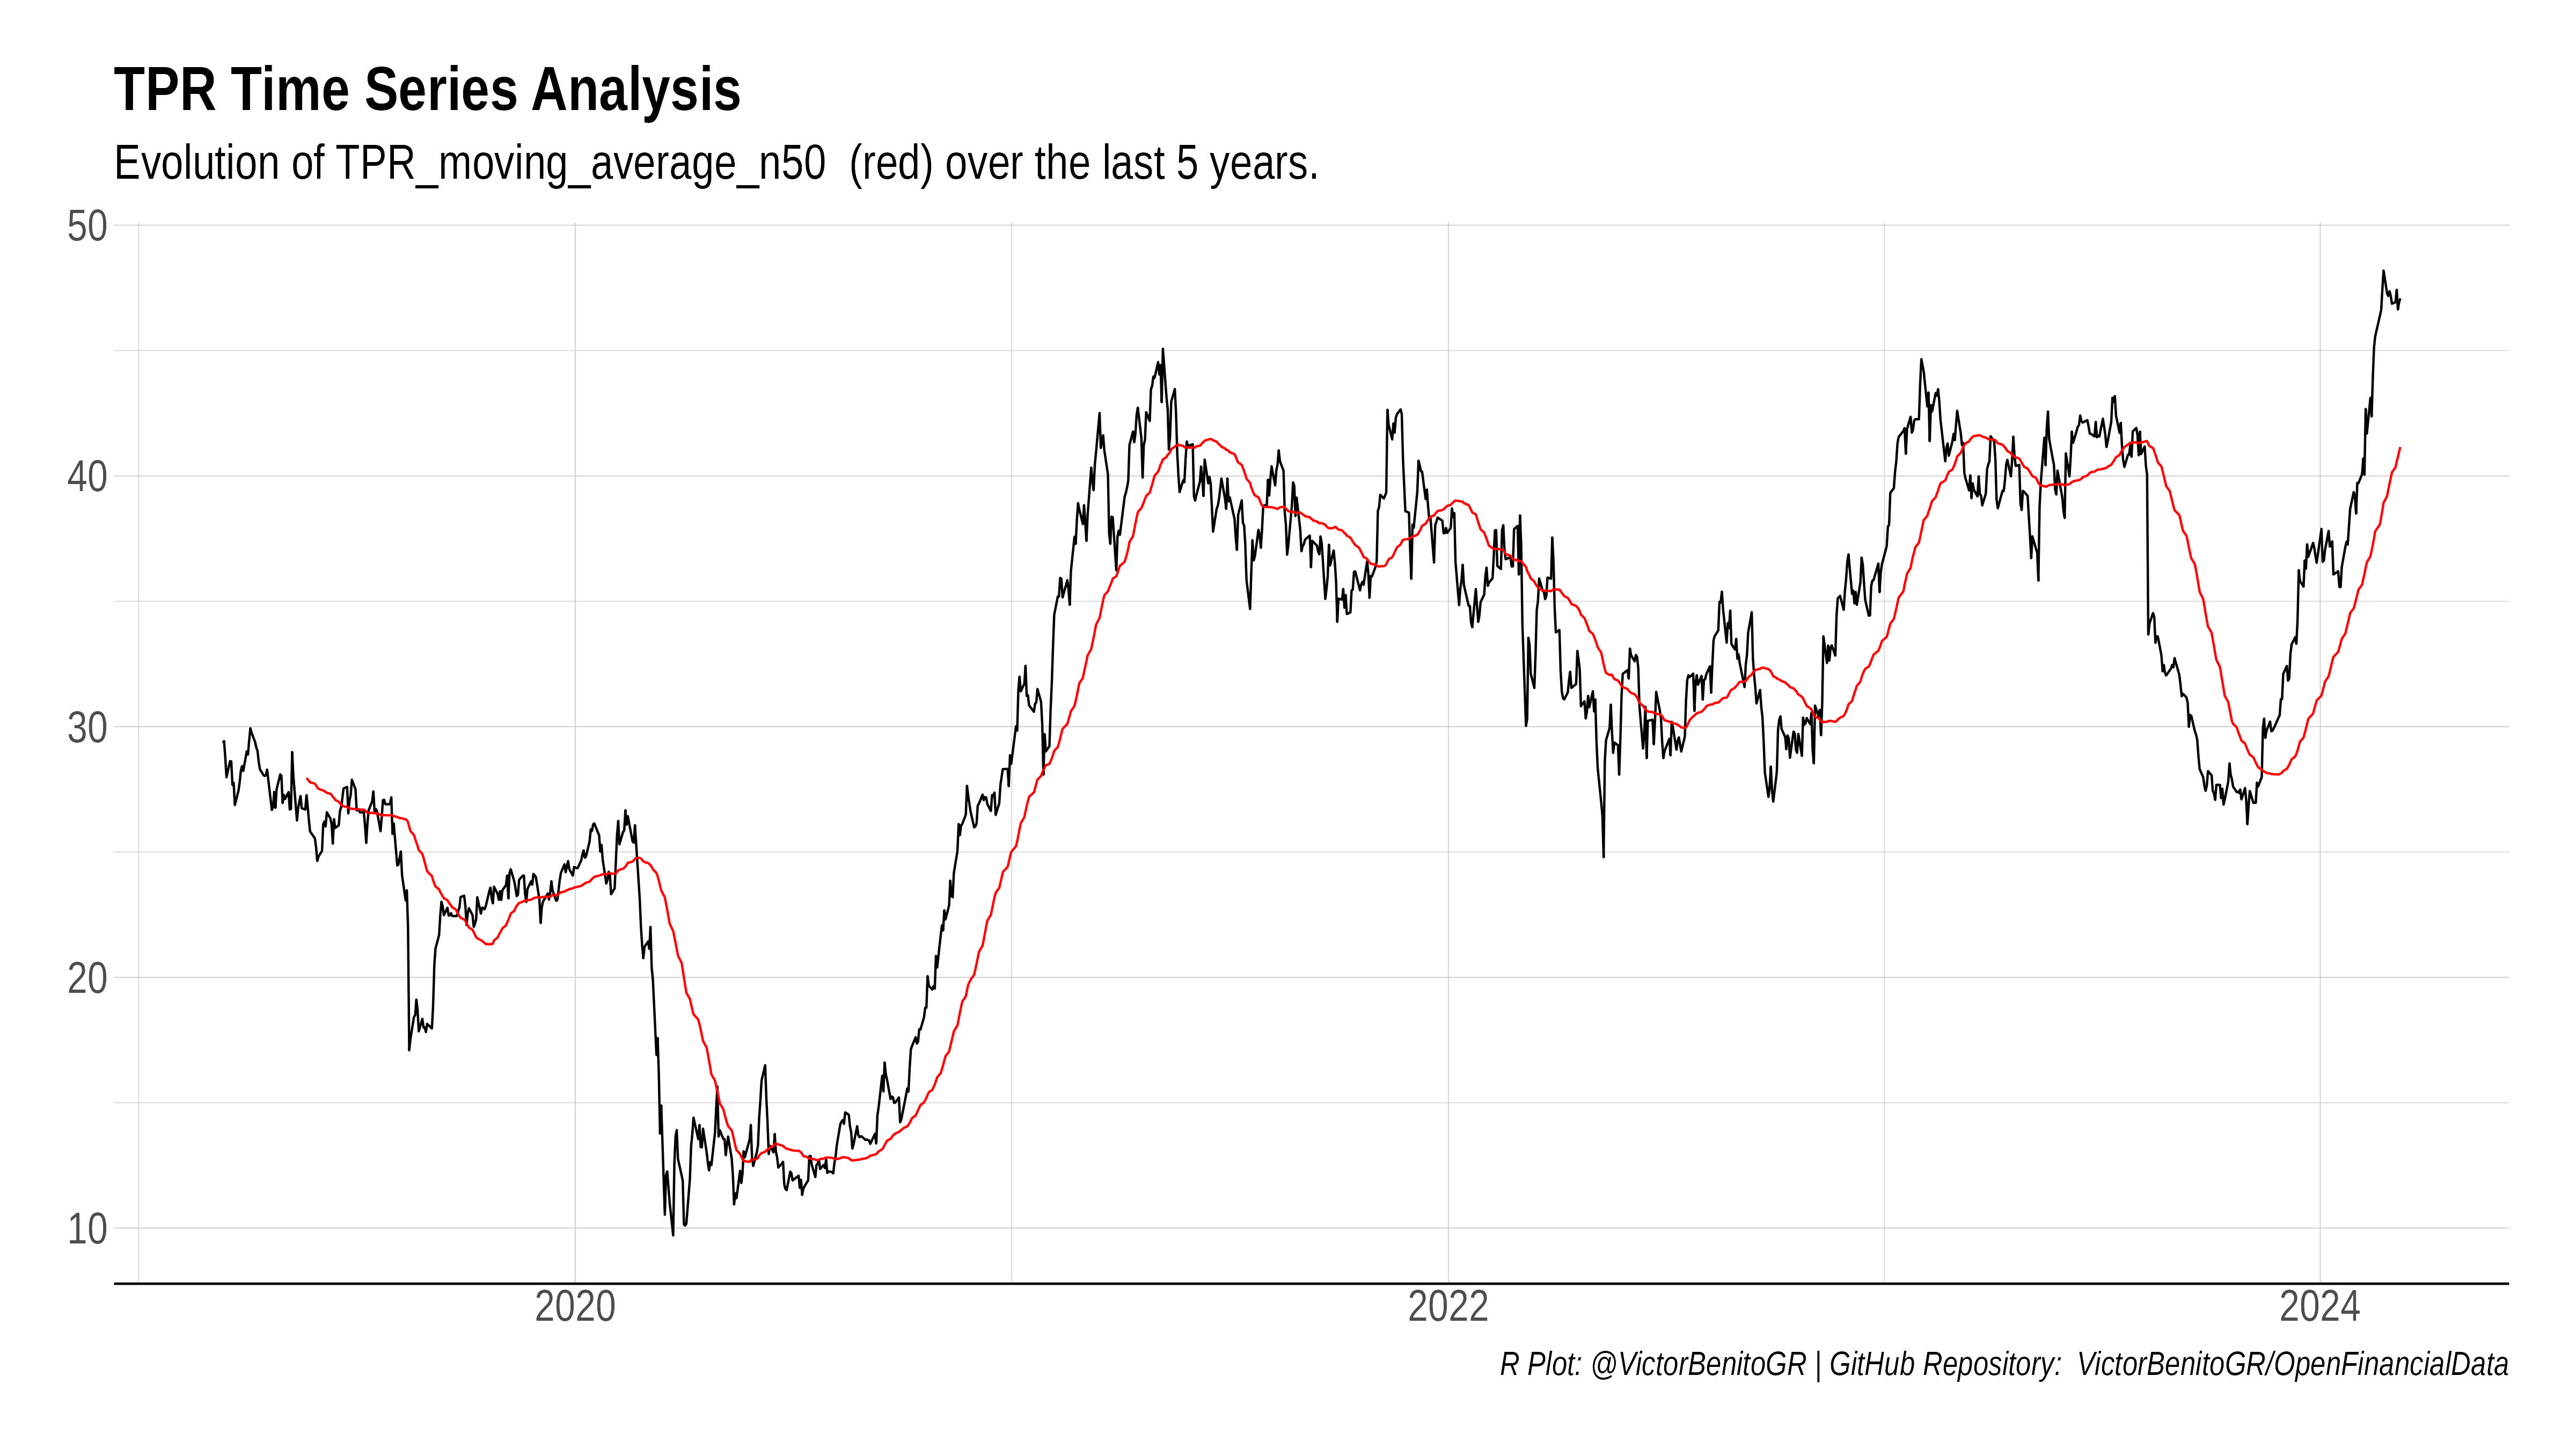 TPR Time Series Analysis
Evolution of TPR_moving_average_n50  (red) over the last 5 years.
50
40
30
20
10
2020 2022 2024
R Plot: @VictorBenitoGR | GitHub Repository:  VictorBenitoGR/OpenFinancialData